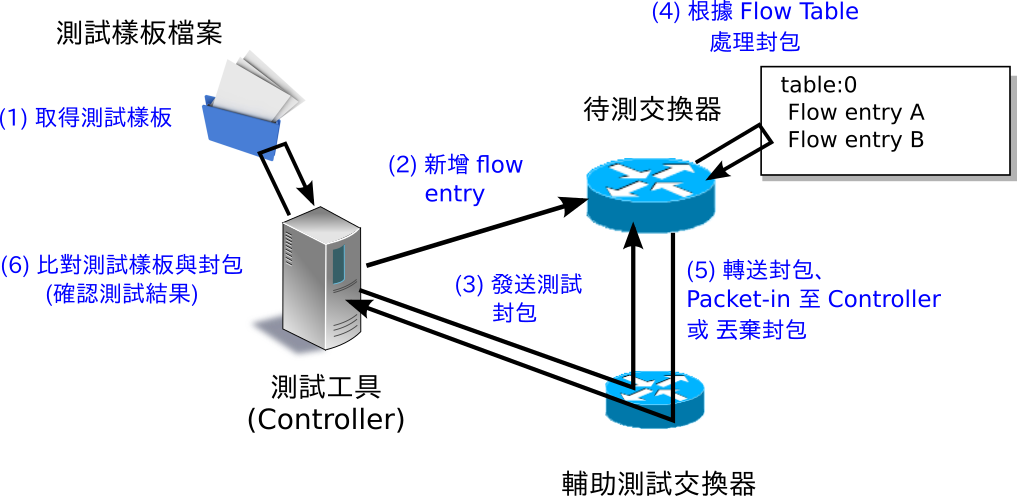 測試樣板檔案
(1) 取得測試樣板
(2) 新增 flow
entry
(3) 發送測試
封包
(4) 根據 Flow Table
處理封包
table:0
Flow entry A
Flow entry B
待測交換器
(5) 轉送封包、
Packet-in 至 Controller
或 丟棄封包
(6) 比對測試樣板與封包
(確認測試結果)
測試工具
(Controller)
輔助測試交換器